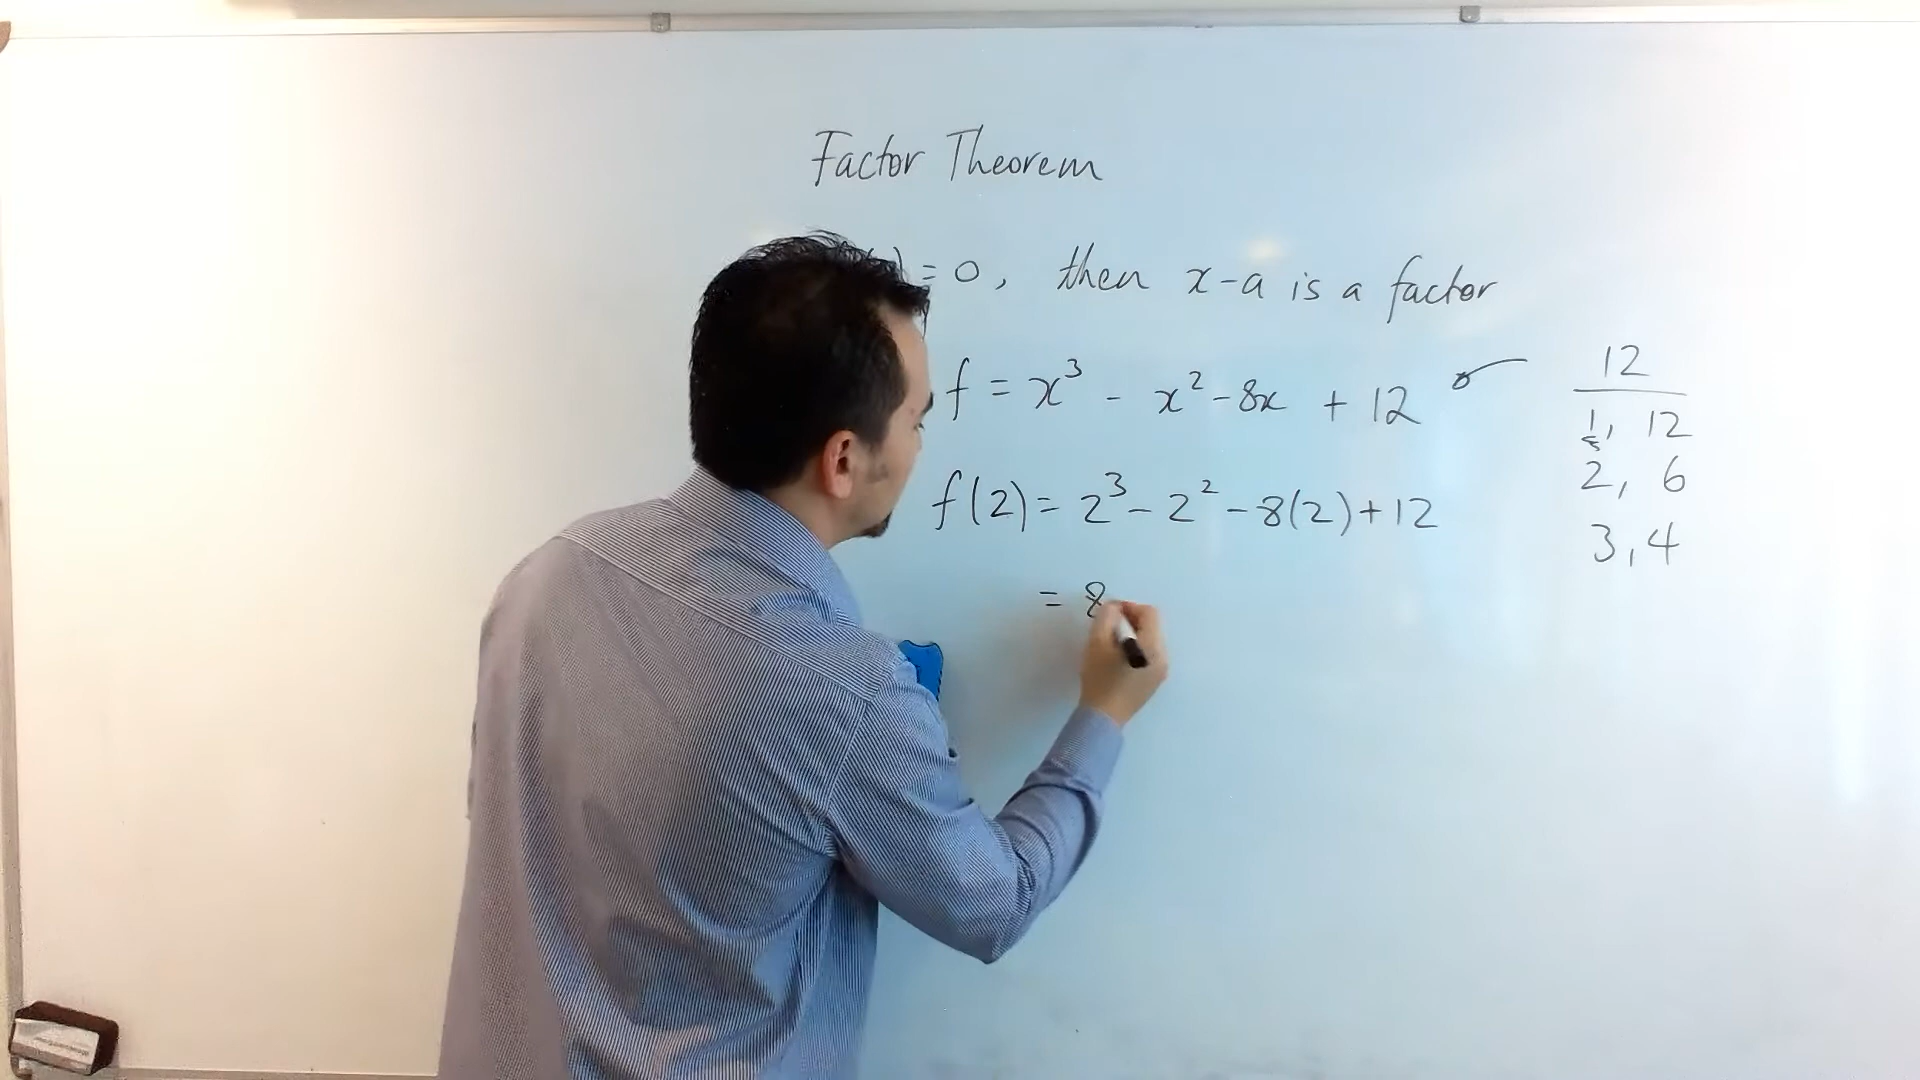 Factor Theorem
) = 0, then x-a is a factor
f = x³ - x² - 8x + 12
f(2) = 2³ - 2² - 8(2) + 12
= 8
12
1, 12
2, 6
3, 4